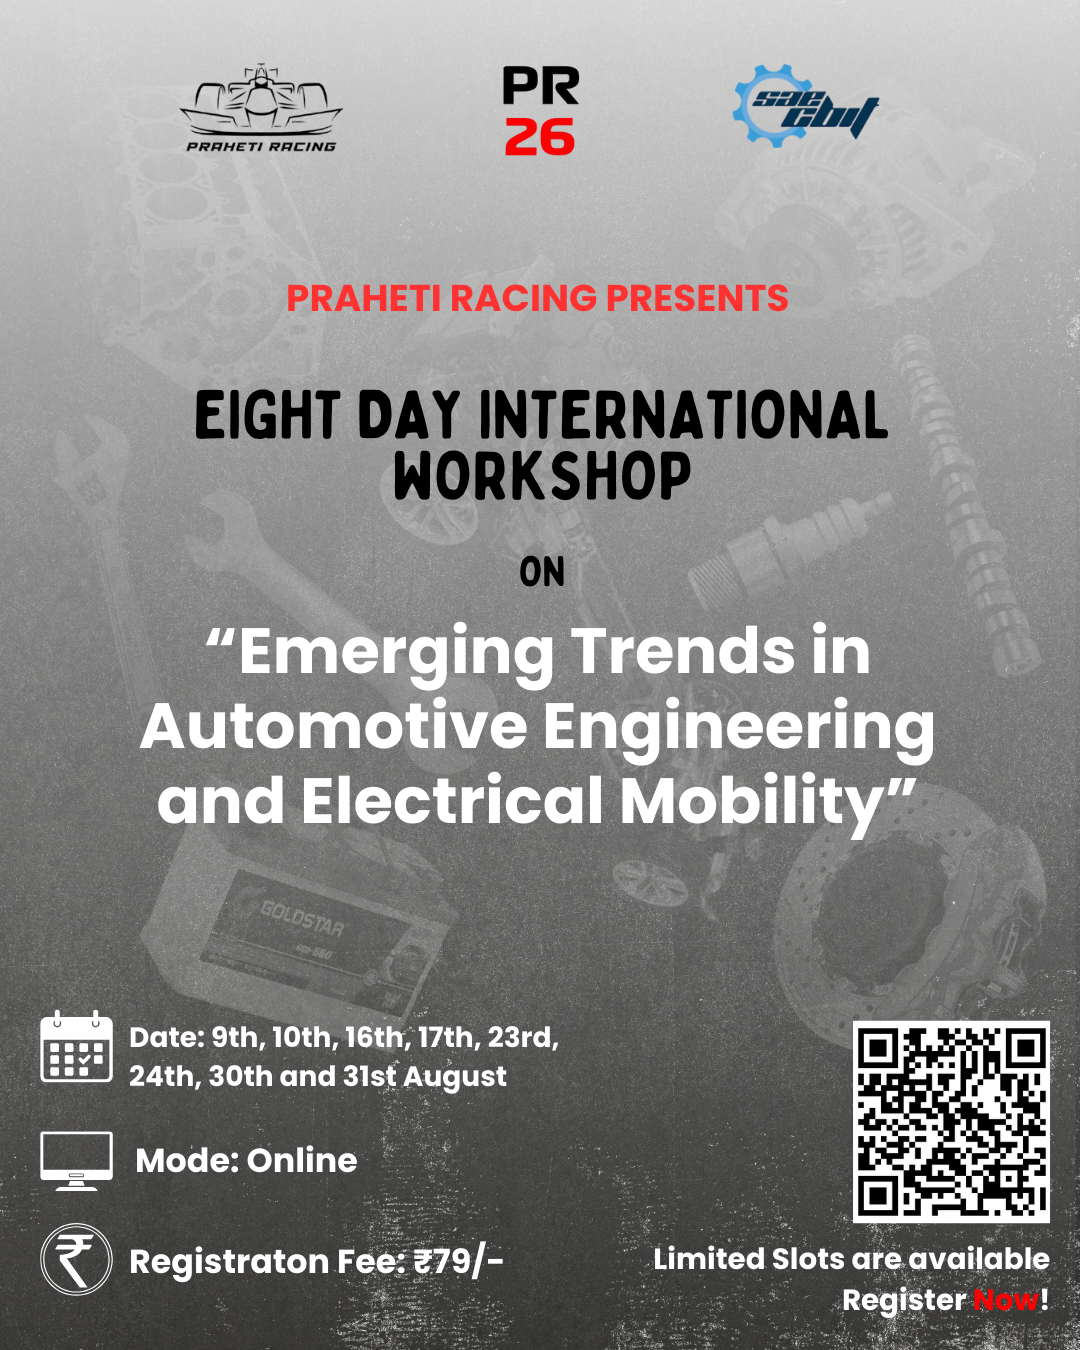 PRAHETI RACING
PR
26
sae
cbit
PRAHETI RACING PRESENTS
EIGHT DAY INTERNATIONAL
WORKSHOP
ON
“Emerging Trends in
Automotive Engineering
and Electrical Mobility”
GOLDSTAR
Date: 9th, 10th, 16th, 17th, 23rd,
24th, 30th and 31st August
Mode: Online
Registraton Fee: ₹79/-
Limited Slots are available
Register Now!